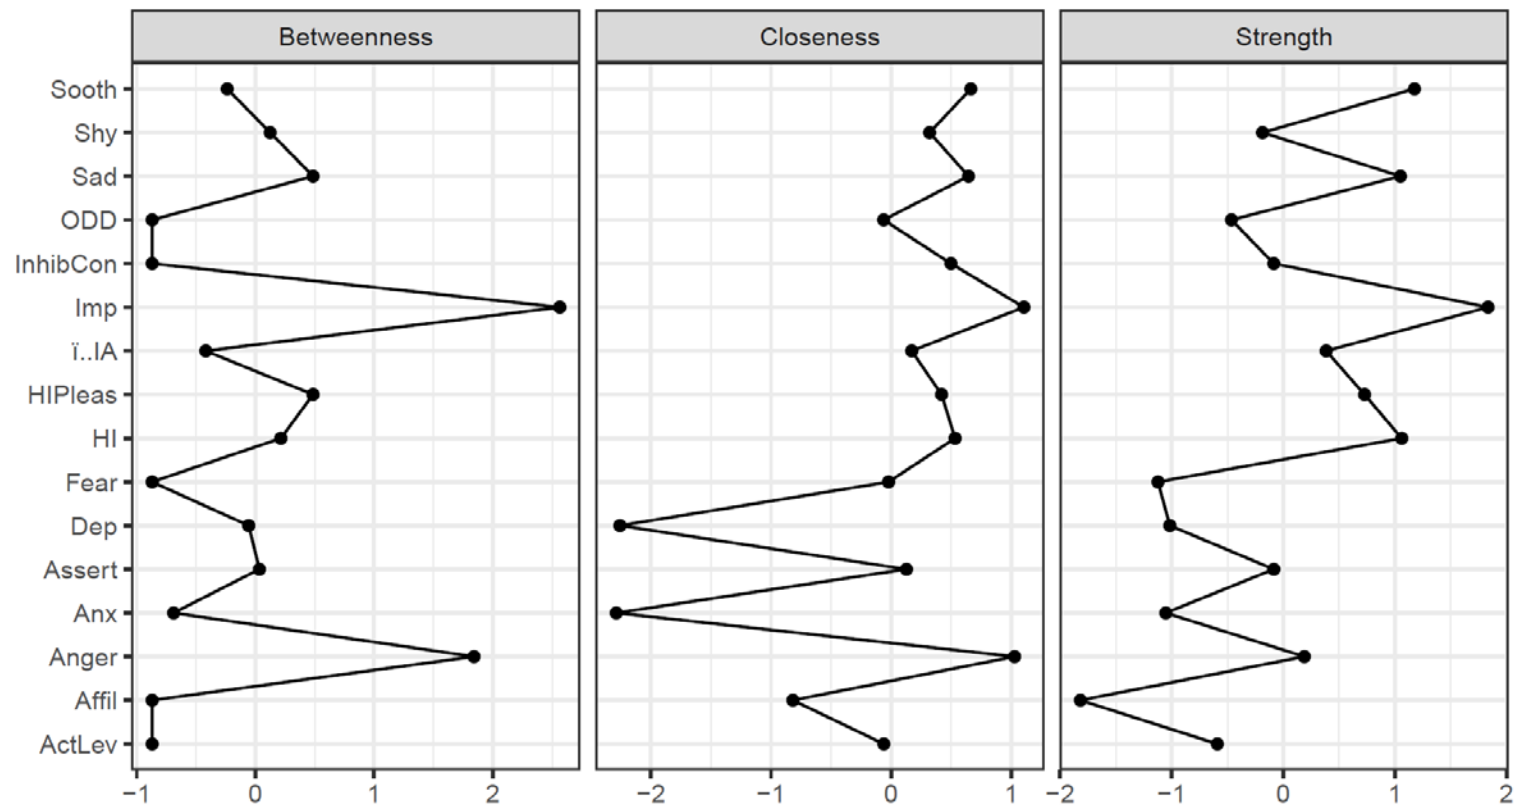 Betweenness Closeness Strength
Sooth
Shy
Sad
ODD
InhibCon
Imp
ï..IA
HIPleas
HI
Fear
Dep
Assert
Anx
Anger
Affil
ActLev
−1 0 1 2 −2 −1 0 1 −2 −1 0 1 2